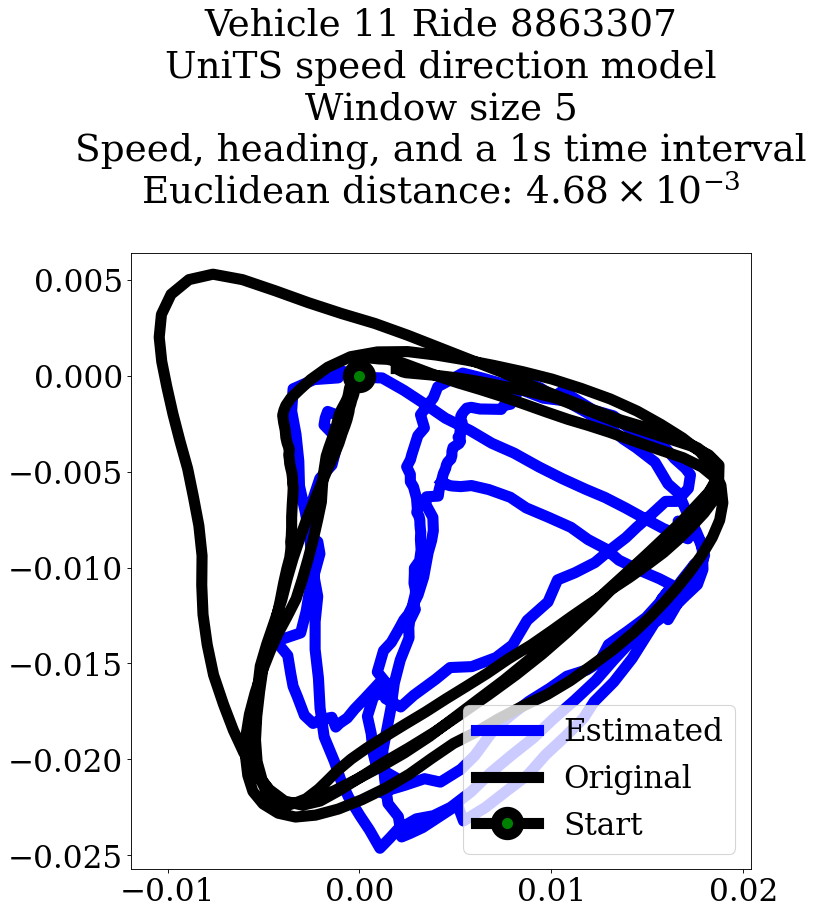 Vehicle 11 Ride 8863307
UniTS speed direction model
Window size 5
Speed, heading, and a 1s time interval
Euclidean distance: 4.68 × 10⁻³
0.005
0.000
−0.005
−0.010
−0.015
−0.020
−0.025
Estimated
Original
Start
−0.01 0.00 0.01 0.02